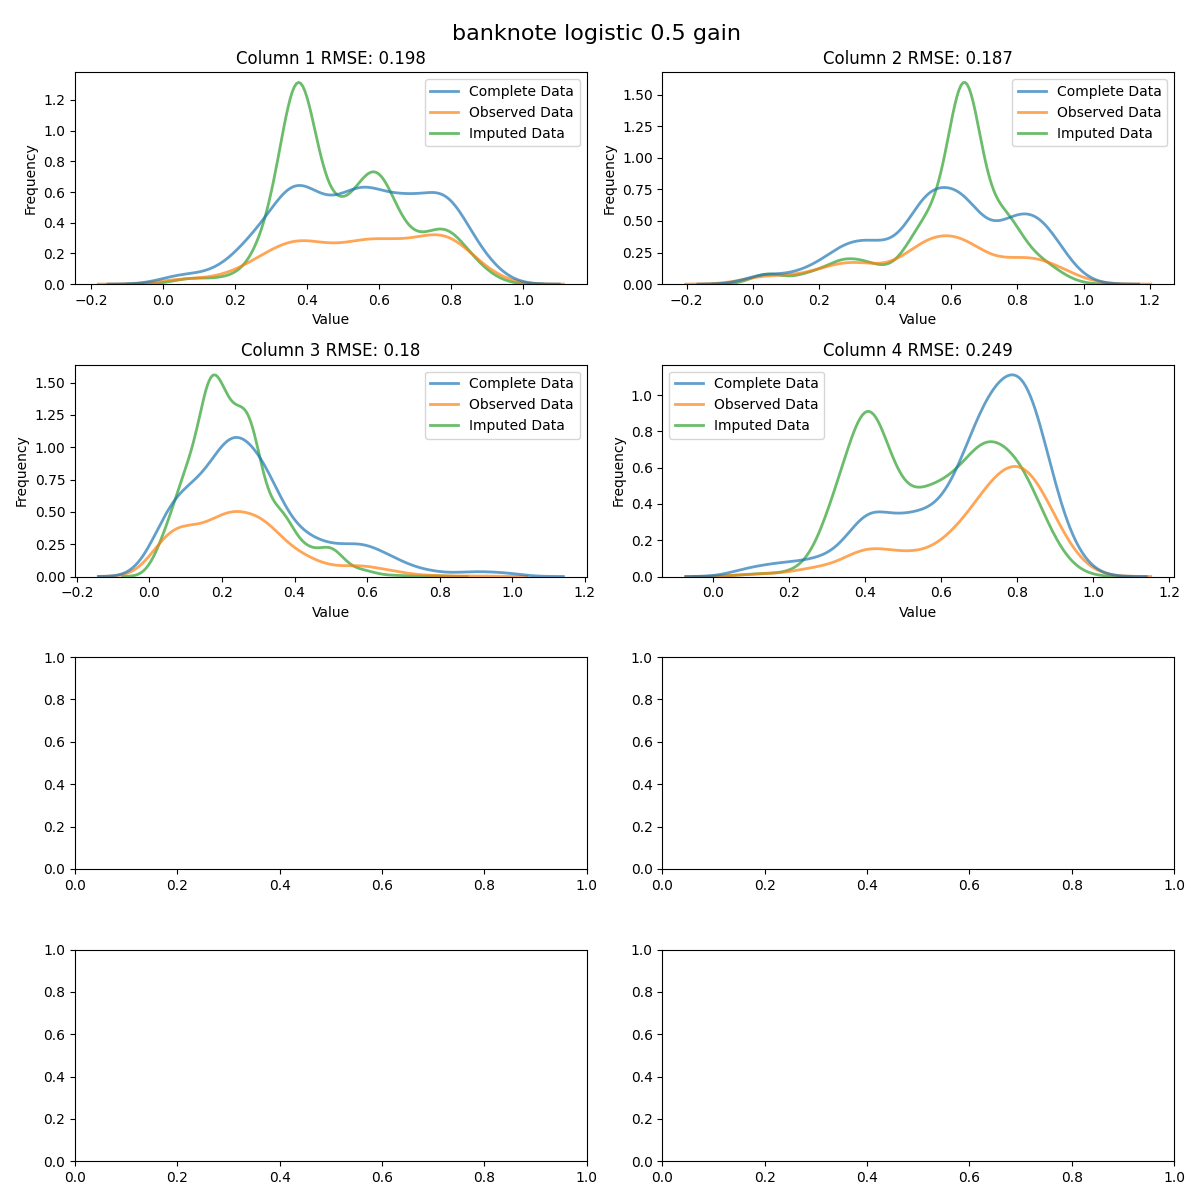 banknote logistic 0.5 gain
Column 1 RMSE: 0.198
Frequency
0.0
0.2
0.4
0.6
0.8
1.0
1.2
Complete Data
Observed Data
Imputed Data
−0.2 0.0 0.2 0.4 0.6 0.8 1.0
Value
Column 2 RMSE: 0.187
Frequency
0.00
0.25
0.50
0.75
1.00
1.25
1.50
Complete Data
Observed Data
Imputed Data
−0.2 0.0 0.2 0.4 0.6 0.8 1.0 1.2
Value
Column 3 RMSE: 0.18
Frequency
0.00
0.25
0.50
0.75
1.00
1.25
1.50
Complete Data
Observed Data
Imputed Data
−0.2 0.0 0.2 0.4 0.6 0.8 1.0 1.2
Value
Column 4 RMSE: 0.249
Frequency
0.0
0.2
0.4
0.6
0.8
1.0
Complete Data
Observed Data
Imputed Data
0.0 0.2 0.4 0.6 0.8 1.0 1.2
Value
1.0
0.8
0.6
0.4
0.2
0.0
0.0 0.2 0.4 0.6 0.8 1.0
1.0
0.8
0.6
0.4
0.2
0.0
0.0 0.2 0.4 0.6 0.8 1.0
1.0
0.8
0.6
0.4
0.2
0.0
0.0 0.2 0.4 0.6 0.8 1.0
1.0
0.8
0.6
0.4
0.2
0.0
0.0 0.2 0.4 0.6 0.8 1.0